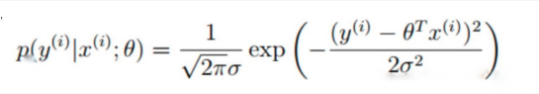 p(y^{(i)}|x^{(i)}; θ) = \frac{1}{\sqrt{2π}σ} exp \left( -\frac{(y^{(i)} - θ^T x^{(i)})^2}{2σ^2} \right)